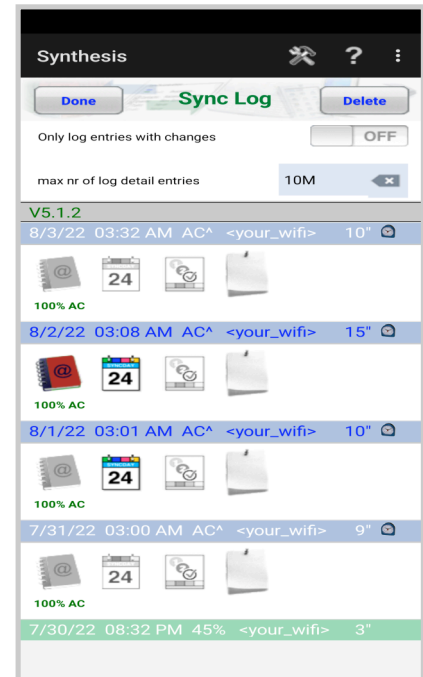 Synthesis ?
Done Sync Log Delete
Only log entries with changes OFF
max nr of log detail entries 10M
V5.1.2
8/3/22 03:32 AM AC^ <your_wifi> 10"
@ 24
100% AC
8/2/22 03:08 AM AC^ <your_wifi> 15"
@ SYNCDAY 24
100% AC
8/1/22 03:01 AM AC^ <your_wifi> 10"
@ SYNCDAY 24
100% AC
7/31/22 03:00 AM AC^ <your_wifi> 9"
@ 24
100% AC
7/30/22 08:32 PM 45% <your_wifi> 3"